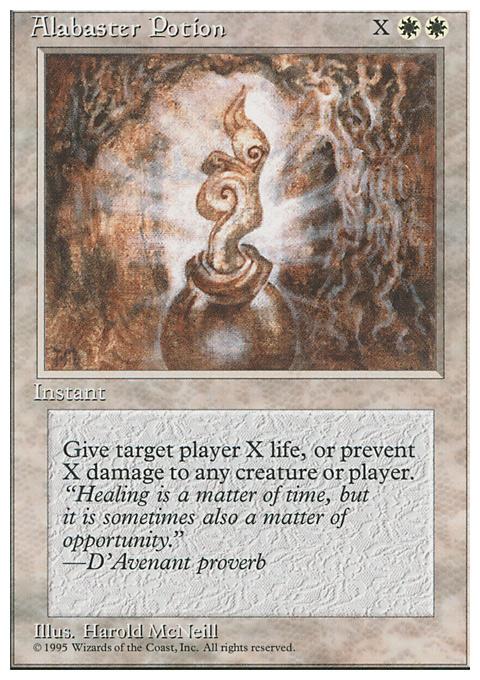 Alabaster Potion X
Instant
Give target player X life, or prevent
X damage to any creature or player.
“Healing is a matter of time, but
it is sometimes also a matter of
opportunity.”
—D’Avenant proverb
Illus. Harold McNeill
© 1995 Wizards of the Coast, Inc. All rights reserved.